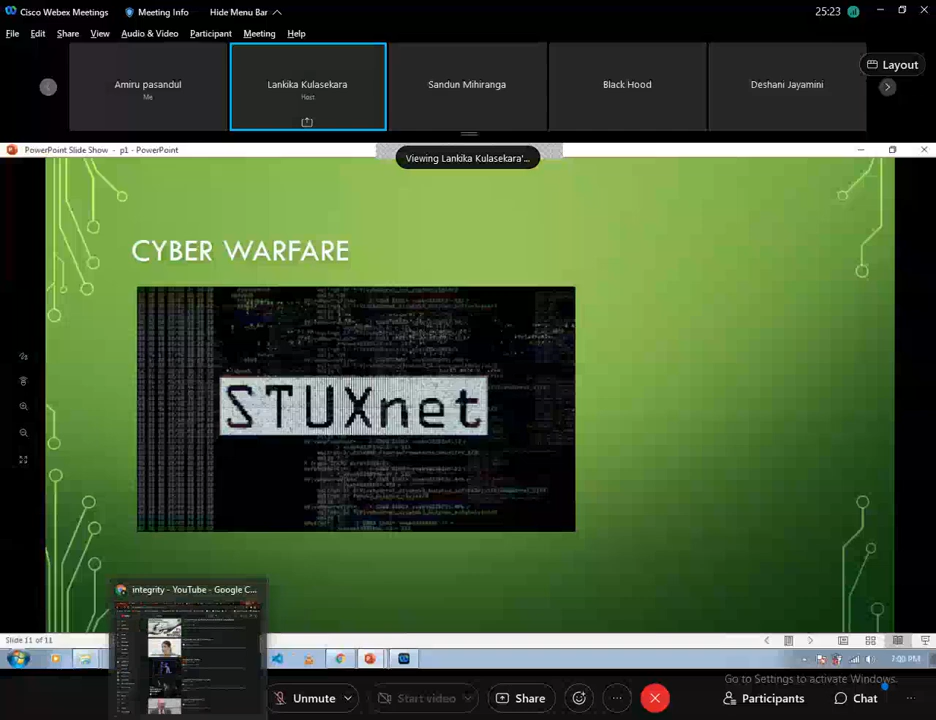 Cisco Webex Meetings
Meeting Info
Hide Menu Bar
25:23
File Edit Share View Audio & Video Participant Meeting Help
Amiru pasandul
Me
Lankika Kulasekara
Host
Sandun Mihiranga
Black Hood
Deshani Jayamini
Layout
PowerPoint Slide Show - p1 - PowerPoint
Viewing Lankika Kulasekara'...
CYBER WARFARE
STUXnet
integrity - YouTube - Google C...
Slide 11 of 11
7:00 PM
Go to Settings to activate Windows.
Unmute
Start video
Share
Participants
Chat